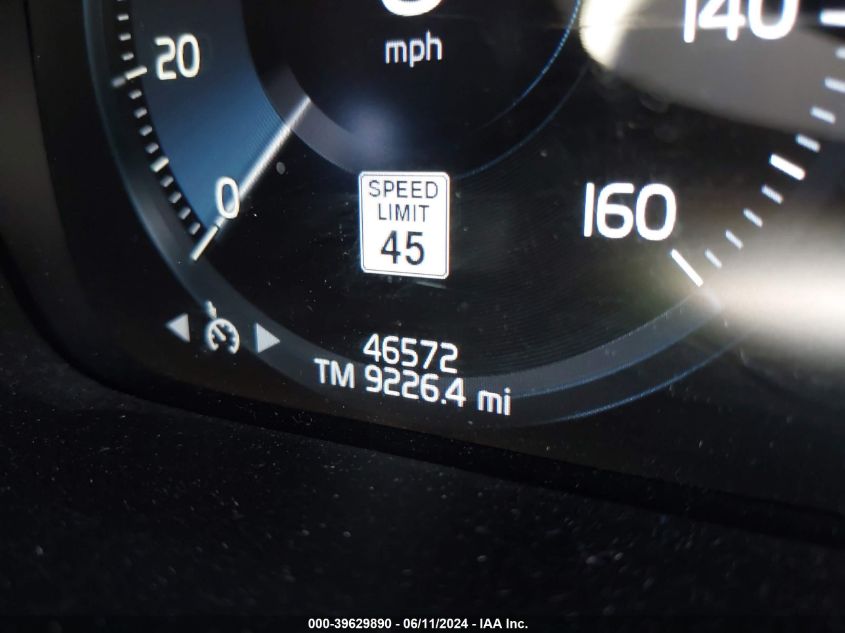 140
mph
20
0
SPEED
LIMIT
45
160
46572
TM 9226.4 mi
000-39629890 - 06/11/2024 - IAA Inc.